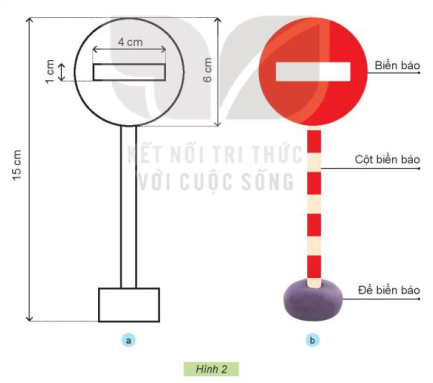 4 cm
1 cm
6 cm
15 cm
Biển báo
KẾT NỐI TRI THỨC
VỚI CUỘC SỐNG
Cột biển báo
Đế biển báo
a
b
Hình 2